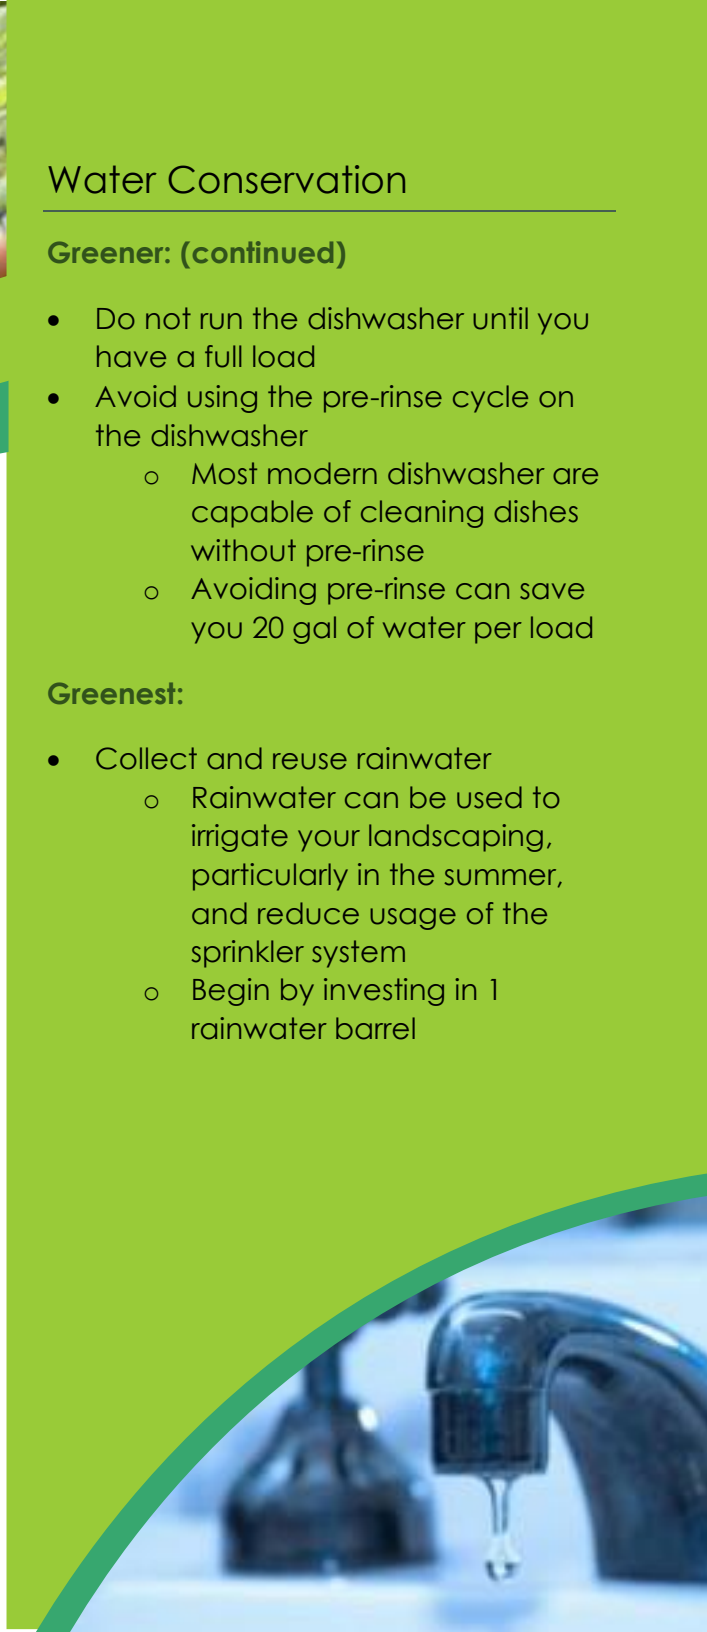 Water Conservation
Greener: (continued)
• Do not run the dishwasher until you
have a full load
• Avoid using the pre-rinse cycle on
the dishwasher
o Most modern dishwasher are
capable of cleaning dishes
without pre-rinse
o Avoiding pre-rinse can save
you 20 gal of water per load
Greenest:
• Collect and reuse rainwater
o Rainwater can be used to
irrigate your landscaping,
particularly in the summer,
and reduce usage of the
sprinkler system
o Begin by investing in 1
rainwater barrel